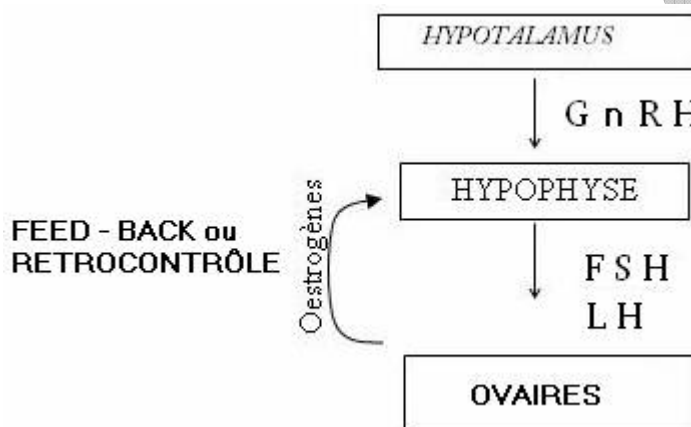 HYPOTALAMUS
G n R H
HYPOPHYSE
Oestrogènes
FEED - BACK ou
RETROCONTRÔLE
F S H
L H
OVAIRES